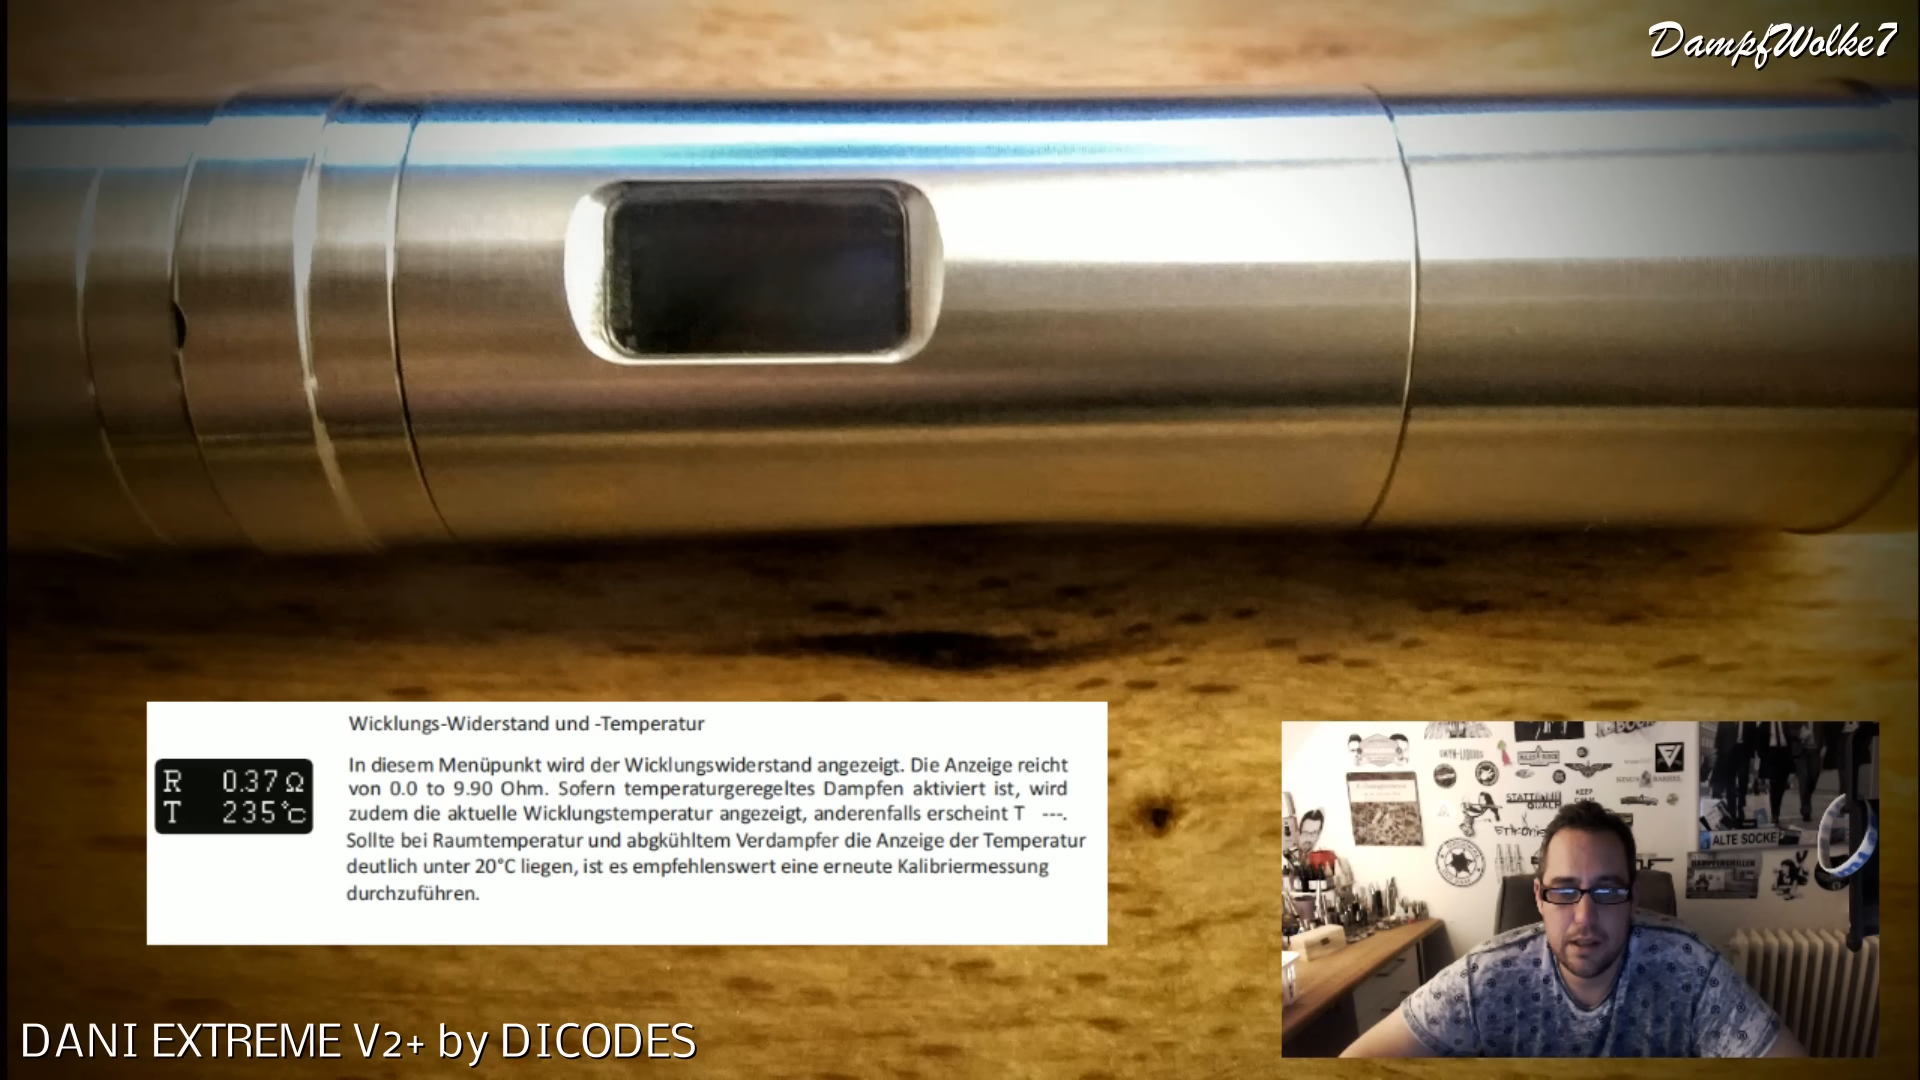 DampfWolke7
Wicklungs-Widerstand und -Temperatur
R 0.37 Ω
T 235°C
In diesem Menüpunkt wird der Wicklungswiderstand angezeigt. Die Anzeige reicht
von 0.0 to 9.90 Ohm. Sofern temperaturgeregeltes Dampfen aktiviert ist, wird
zudem die aktuelle Wicklungstemperatur angezeigt, anderenfalls erscheint T ---.
Sollte bei Raumtemperatur und abgkühltem Verdampfer die Anzeige der Temperatur
deutlich unter 20°C liegen, ist es empfehlenswert eine erneute Kalibriermessung
durchzuführen.
KEEP
ALTE SOCKE
DANI EXTREME V2+ by DICODES